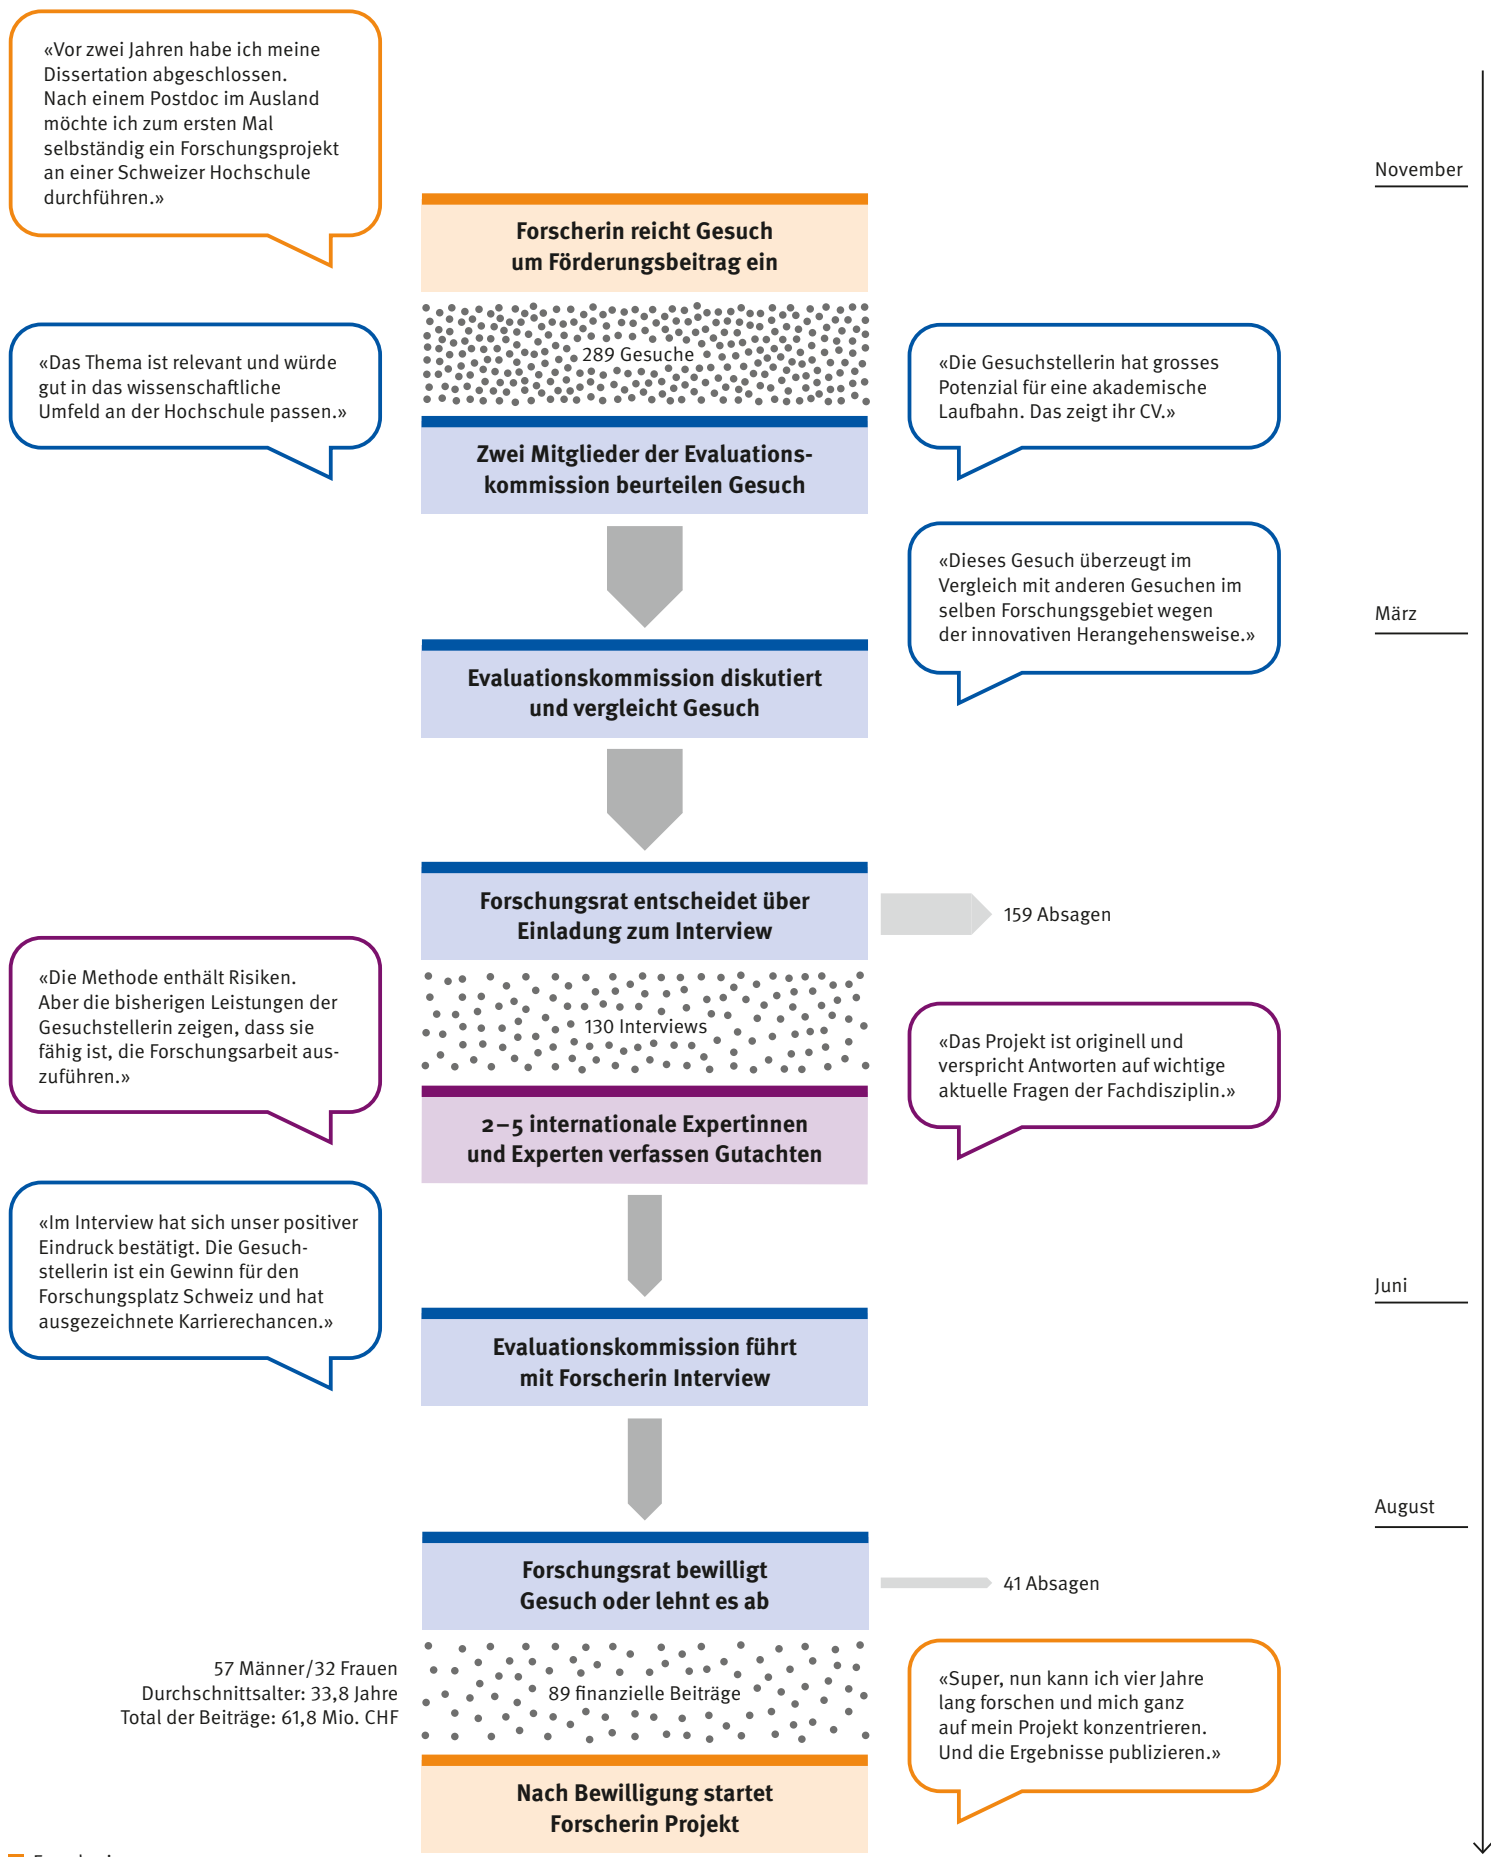 «Vor zwei Jahren habe ich meine
Dissertation abgeschlossen.
Nach einem Postdoc im Ausland
möchte ich zum ersten Mal
selbständig ein Forschungsprojekt
an einer Schweizer Hochschule
durchführen.»
November
Forscherin reicht Gesuch
um Förderungsbeitrag ein
289 Gesuche
«Das Thema ist relevant und würde
gut in das wissenschaftliche
Umfeld an der Hochschule passen.»
«Die Gesuchstellerin hat grosses
Potenzial für eine akademische
Laufbahn. Das zeigt ihr CV.»
Zwei Mitglieder der Evaluations-
kommission beurteilen Gesuch
«Dieses Gesuch überzeugt im
Vergleich mit anderen Gesuchen im
selben Forschungsgebiet wegen
der innovativen Herangehensweise.»
März
Evaluationskommission diskutiert
und vergleicht Gesuch
Forschungsrat entscheidet über
Einladung zum Interview
159 Absagen
«Die Methode enthält Risiken.
Aber die bisherigen Leistungen der
Gesuchstellerin zeigen, dass sie
fähig ist, die Forschungsarbeit aus-
zuführen.»
130 Interviews
«Das Projekt ist originell und
verspricht Antworten auf wichtige
aktuelle Fragen der Fachdisziplin.»
2–5 internationale Expertinnen
und Experten verfassen Gutachten
«Im Interview hat sich unser positiver
Eindruck bestätigt. Die Gesuch-
stellerin ist ein Gewinn für den
Forschungsplatz Schweiz und hat
ausgezeichnete Karrierechancen.»
Juni
Evaluationskommission führt
mit Forscherin Interview
August
Forschungsrat bewilligt
Gesuch oder lehnt es ab
41 Absagen
57 Männer/32 Frauen
Durchschnittsalter: 33,8 Jahre
Total der Beiträge: 61,8 Mio. CHF
89 finanzielle Beiträge
«Super, nun kann ich vier Jahre
lang forschen und mich ganz
auf mein Projekt konzentrieren.
Und die Ergebnisse publizieren.»
Nach Bewilligung startet
Forscherin Projekt